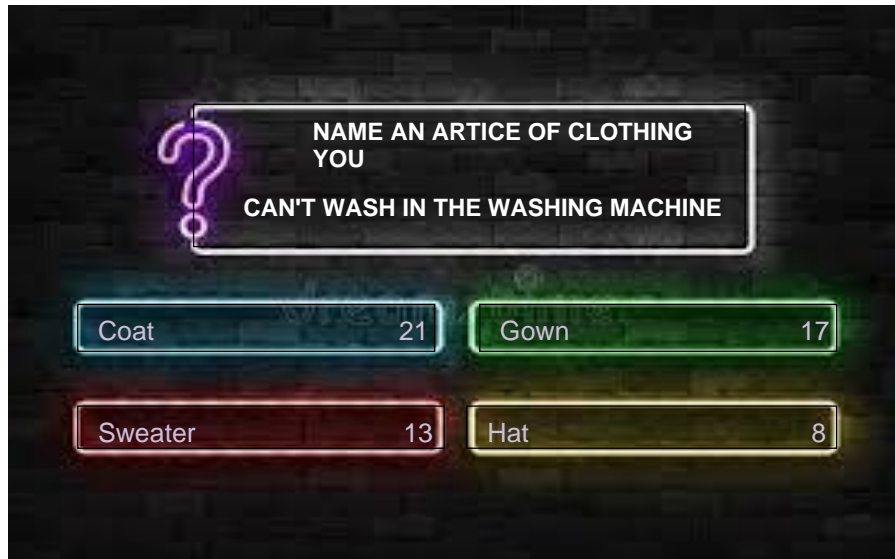 NAME AN ARTICE OF CLOTHING
YOU
CAN'T WASH IN THE WASHING MACHINE
Coat 21
Gown 17
Sweater 13
Hat 8